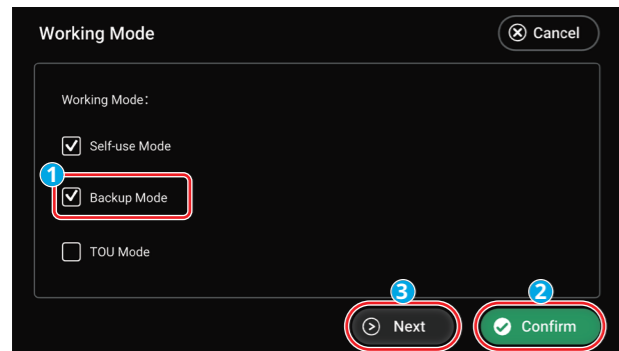 Working Mode
Cancel
Working Mode:
Self-use Mode
1
Backup Mode
TOU Mode
3
2
Next
Confirm